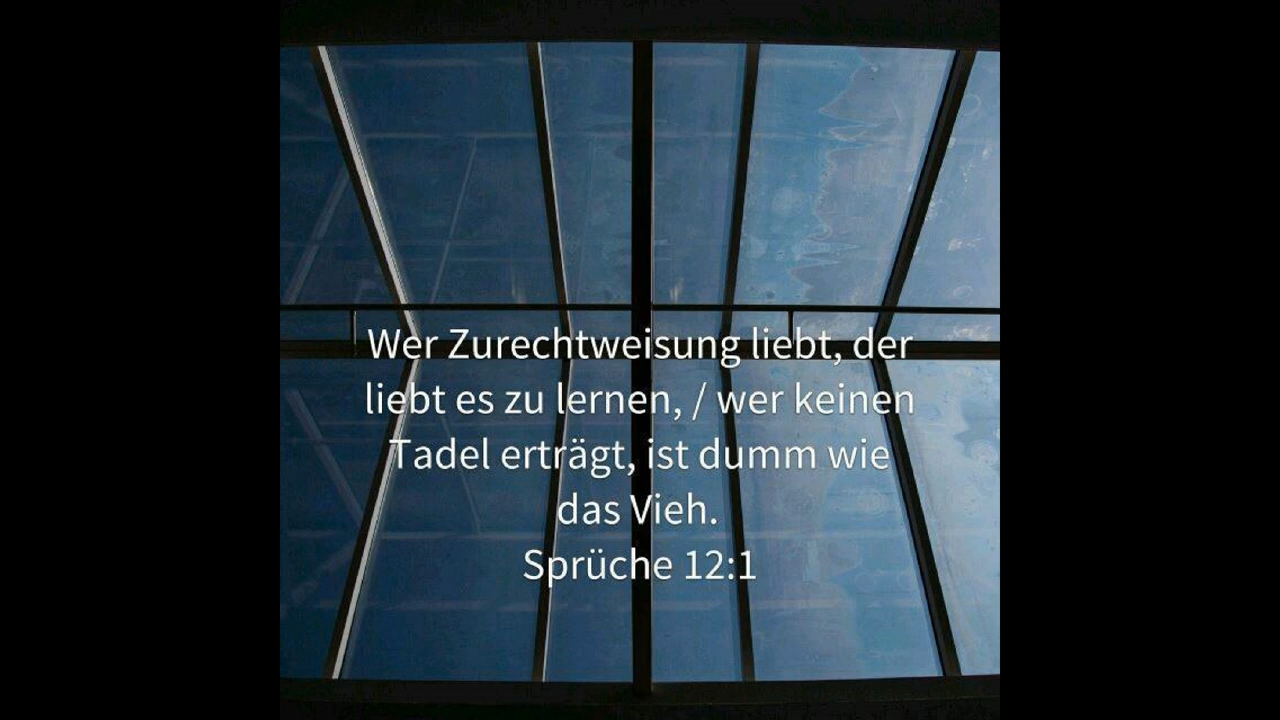 Wer Zurechtweisung liebt, der
liebt es zu lernen, / wer keinen
Tadel erträgt, ist dumm wie
das Vieh.
Sprüche 12:1